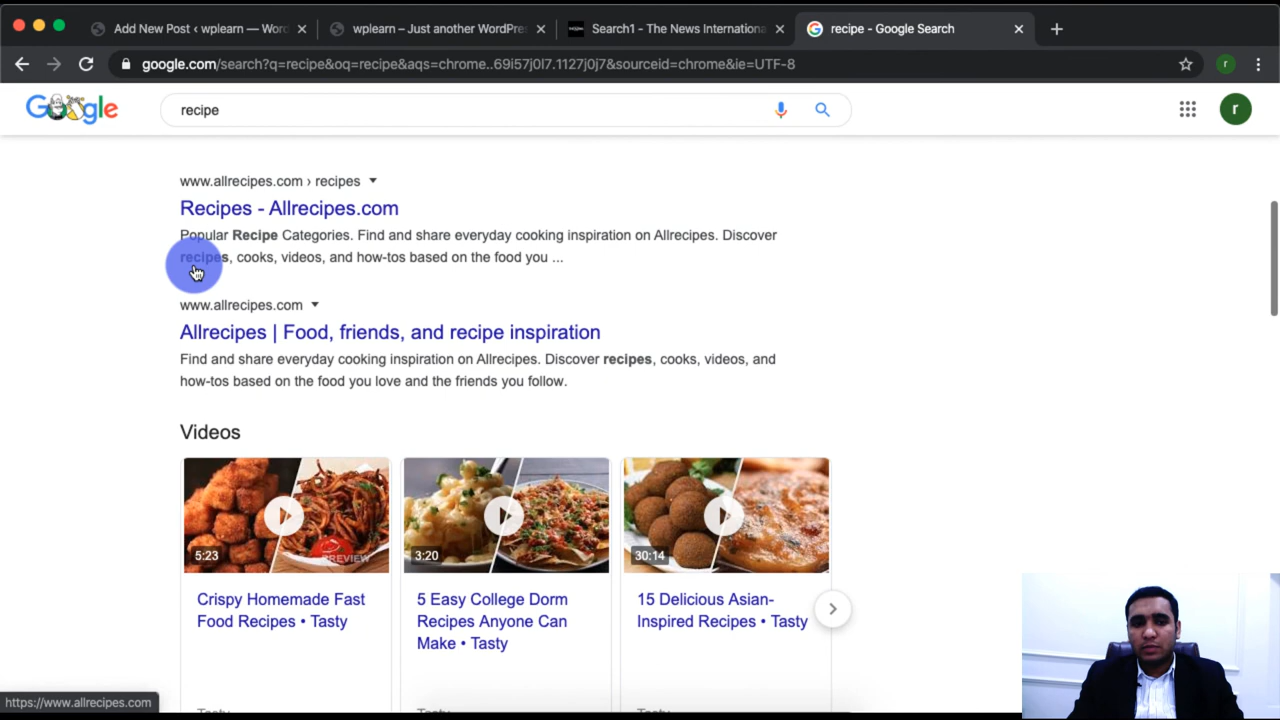 Add New Post ‹ wplearn — Word
wplearn – Just another WordPres
Search1 - The News Internationa
recipe - Google Search
google.com/search?q=recipe&oq=recipe&aqs=chrome..69i57j0l7.1127j0j7&sourceid=chrome&ie=UTF-8
r
Google
recipe
r
www.allrecipes.com › recipes
Recipes - Allrecipes.com
Popular Recipe Categories. Find and share everyday cooking inspiration on Allrecipes. Discover
recipes, cooks, videos, and how-tos based on the food you ...
www.allrecipes.com
Allrecipes | Food, friends, and recipe inspiration
Find and share everyday cooking inspiration on Allrecipes. Discover recipes, cooks, videos, and
how-tos based on the food you love and the friends you follow.
Videos
5:23
PREVIEW
3:20
30:14
Crispy Homemade Fast
Food Recipes • Tasty
5 Easy College Dorm
Recipes Anyone Can
Make • Tasty
15 Delicious Asian-
Inspired Recipes • Tasty
Tasty
Tasty
Tasty
https://www.allrecipes.com